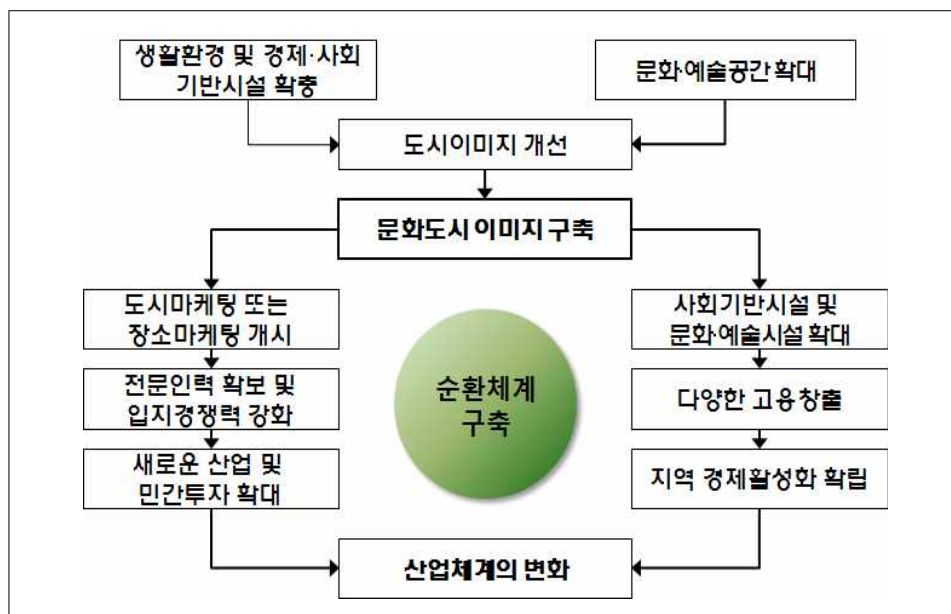 생활환경 및 경제·사회
기반시설 확충
문화·예술공간 확대
도시이미지 개선
문화도시 이미지 구축
도시마케팅 또는
장소마케팅 개시
사회기반시설 및
문화·예술시설 확대
전문인력 확보 및
입지경쟁력 강화
순환체계
구축
다양한 고용창출
새로운 산업 및
민간투자 확대
지역 경제활성화 확립
산업체계의 변화